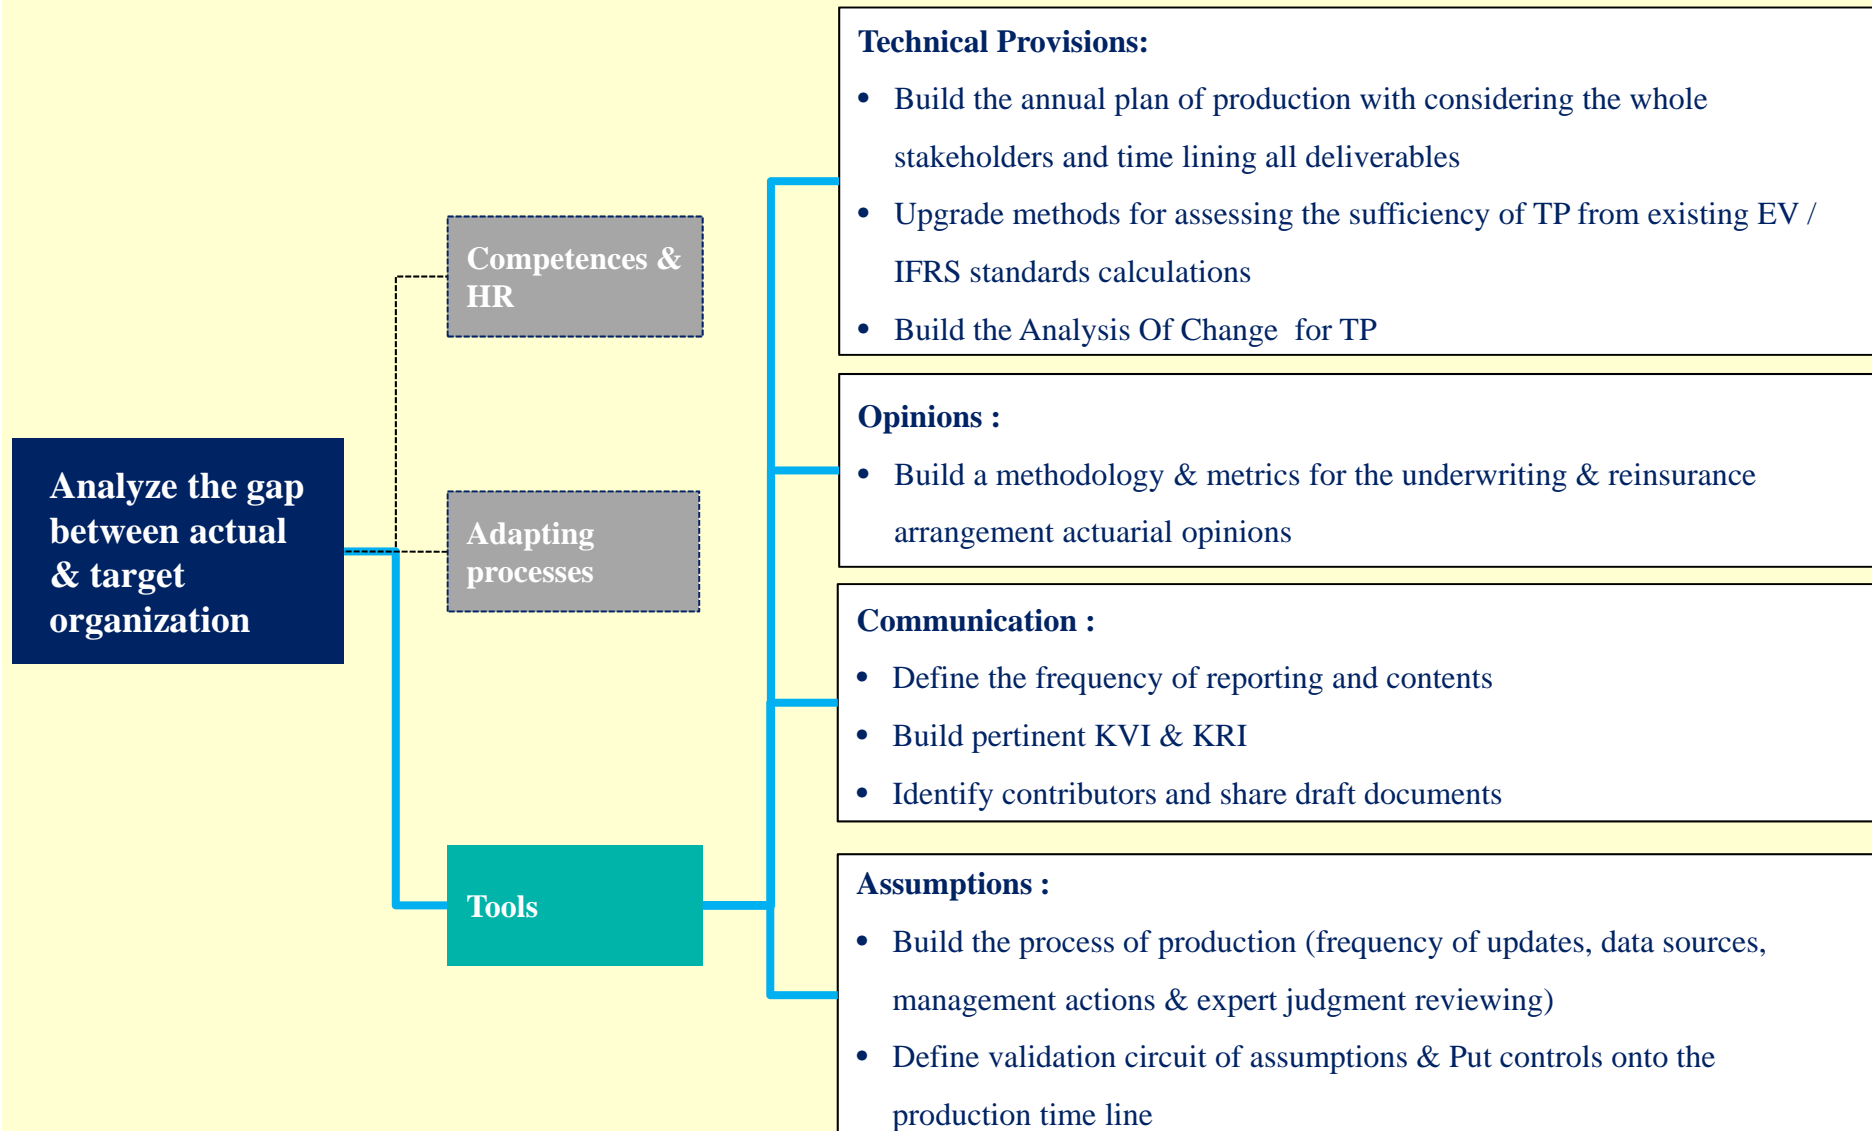 Analyze the gap
between actual
& target
organization
Competences &
HR
Adapting
processes
Tools
Technical Provisions:
• Build the annual plan of production with considering the whole
stakeholders and time lining all deliverables
• Upgrade methods for assessing the sufficiency of TP from existing EV /
IFRS standards calculations
• Build the Analysis Of Change  for TP
Opinions :
• Build a methodology & metrics for the underwriting & reinsurance
arrangement actuarial opinions
Communication :
• Define the frequency of reporting and contents
• Build pertinent KVI & KRI
• Identify contributors and share draft documents
Assumptions :
• Build the process of production (frequency of updates, data sources,
management actions & expert judgment reviewing)
• Define validation circuit of assumptions & Put controls onto the
production time line